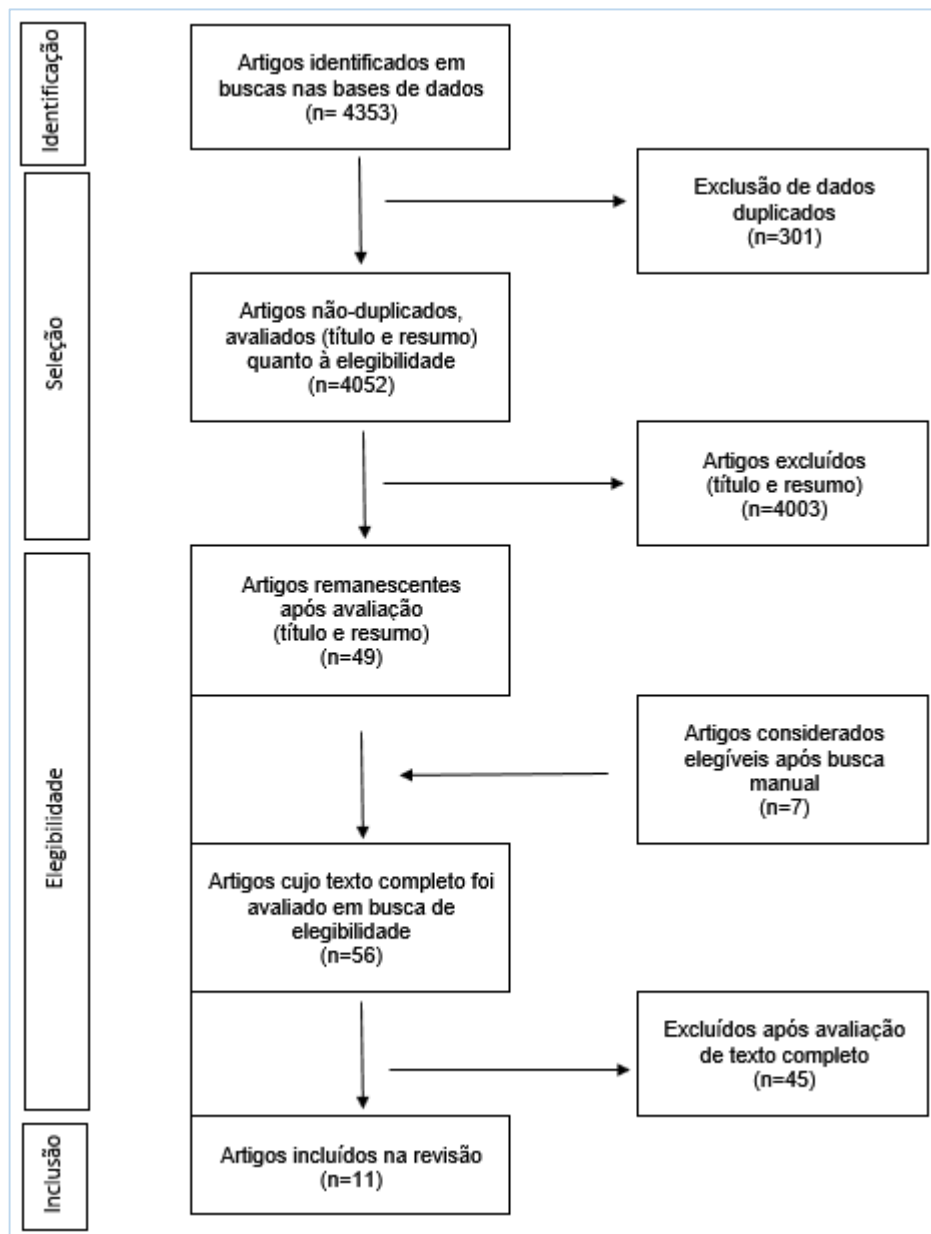 Identificação
Artigos identificados em
buscas nas bases de dados
(n= 4353)
Exclusão de dados
duplicados
(n=301)
Seleção
Artigos não-duplicados,
avaliados (título e resumo)
quanto à elegibilidade
(n=4052)
Artigos excluídos
(título e resumo)
(n=4003)
Elegibilidade
Artigos remanescentes
após avaliação
(título e resumo)
(n=49)
Artigos considerados
elegíveis após busca
manual
(n=7)
Artigos cujo texto completo foi
avaliado em busca de
elegibilidade
(n=56)
Excluídos após avaliação
de texto completo
(n=45)
Inclusão
Artigos incluídos na revisão
(n=11)